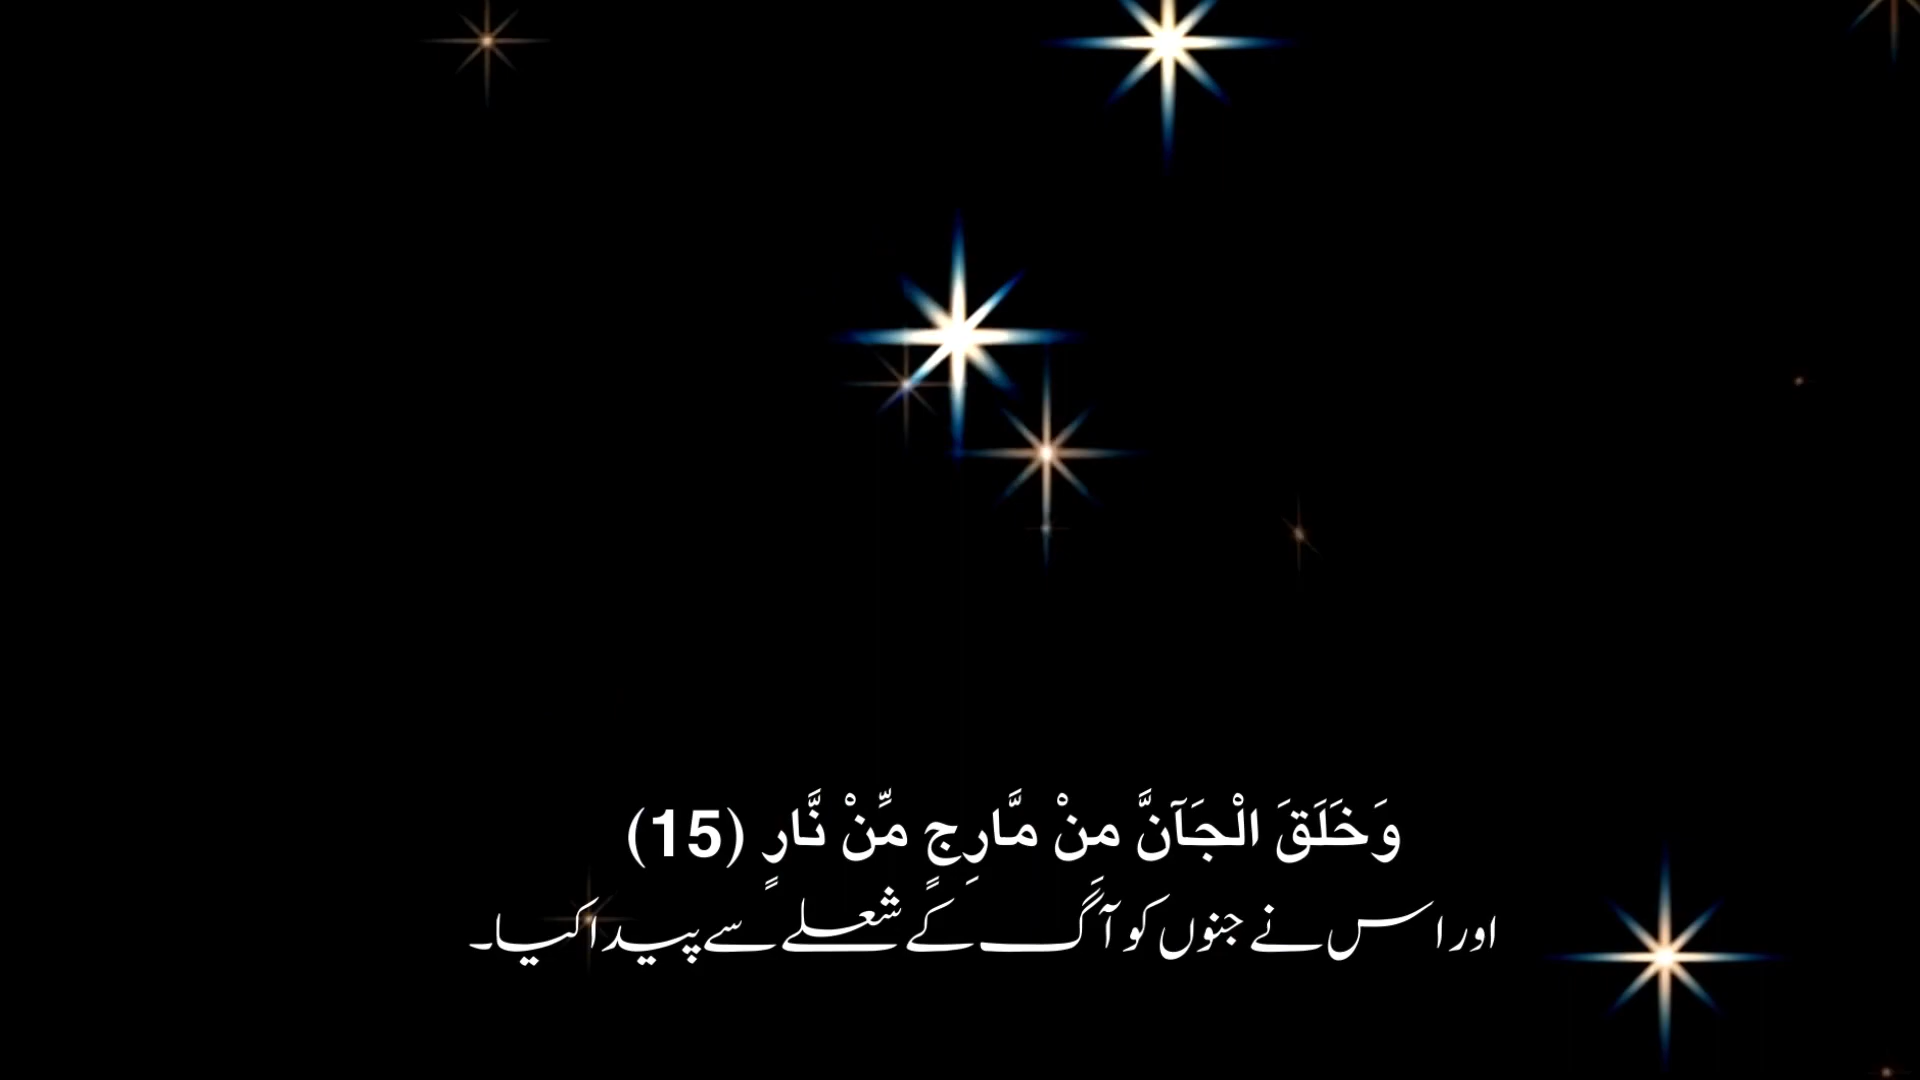 وَخَلَقَ الْجَآنَّ مِنْ مَّارِجٍ مِّنْ نَّارٍ (15)
اور اس نے جنوں کو آگ کے شعلے سے پیدا کیا۔